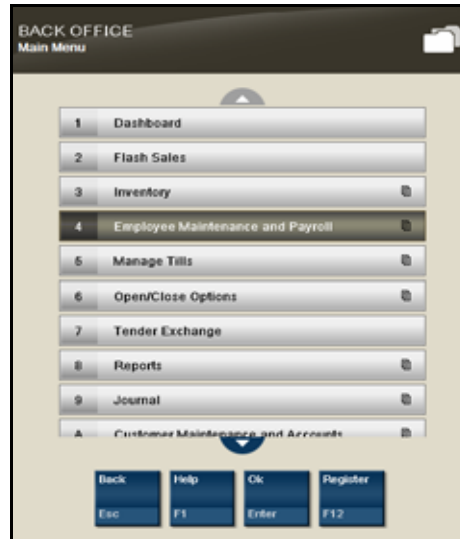 BACK OFFICE
Main Menu
1 Dashboard
2 Flash Sales
3 Inventory
4 Employee Maintenance and Payroll
5 Manage Tills
6 Open/Close Options
7 Tender Exchange
8 Reports
9 Journal
A Customer Maintenance and Accounts
Back Help Ok Register
Esc F1 Enter F12